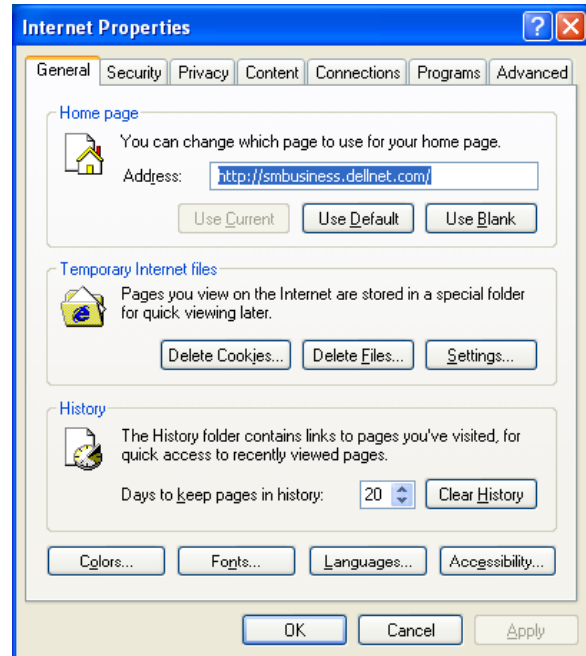 Internet Properties
General Security Privacy Content Connections Programs Advanced
Home page
You can change which page to use for your home page.
Address: http://smbusiness.dellnet.com/
Use Current Use Default Use Blank
Temporary Internet files
Pages you view on the Internet are stored in a special folder
for quick viewing later.
Delete Cookies... Delete Files... Settings...
History
The History folder contains links to pages you've visited, for
quick access to recently viewed pages.
Days to keep pages in history: 20 Clear History
Colors... Fonts... Languages... Accessibility...
OK Cancel Apply